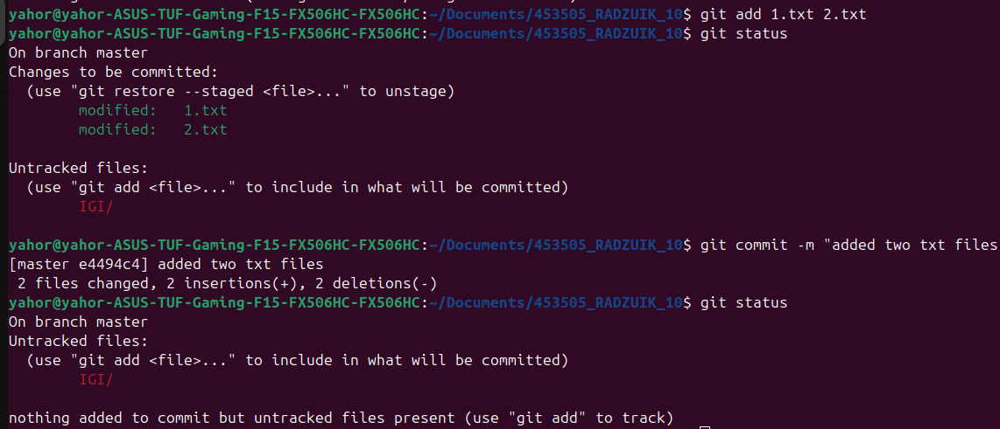 yahor@yahor-ASUS-TUF-Gaming-F15-FX506HC-FX506HC:~/Documents/453505_RADZUIK_10$ git add 1.txt 2.txt
yahor@yahor-ASUS-TUF-Gaming-F15-FX506HC-FX506HC:~/Documents/453505_RADZUIK_10$ git status
On branch master
Changes to be committed:
  (use "git restore --staged <file>..." to unstage)
        modified:   1.txt
        modified:   2.txt

Untracked files:
  (use "git add <file>..." to include in what will be committed)
        IGI/

yahor@yahor-ASUS-TUF-Gaming-F15-FX506HC-FX506HC:~/Documents/453505_RADZUIK_10$ git commit -m "added two txt files
[master e4494c4] added two txt files
 2 files changed, 2 insertions(+), 2 deletions(-)
yahor@yahor-ASUS-TUF-Gaming-F15-FX506HC-FX506HC:~/Documents/453505_RADZUIK_10$ git status
On branch master
Untracked files:
  (use "git add <file>..." to include in what will be committed)
        IGI/

nothing added to commit but untracked files present (use "git add" to track)